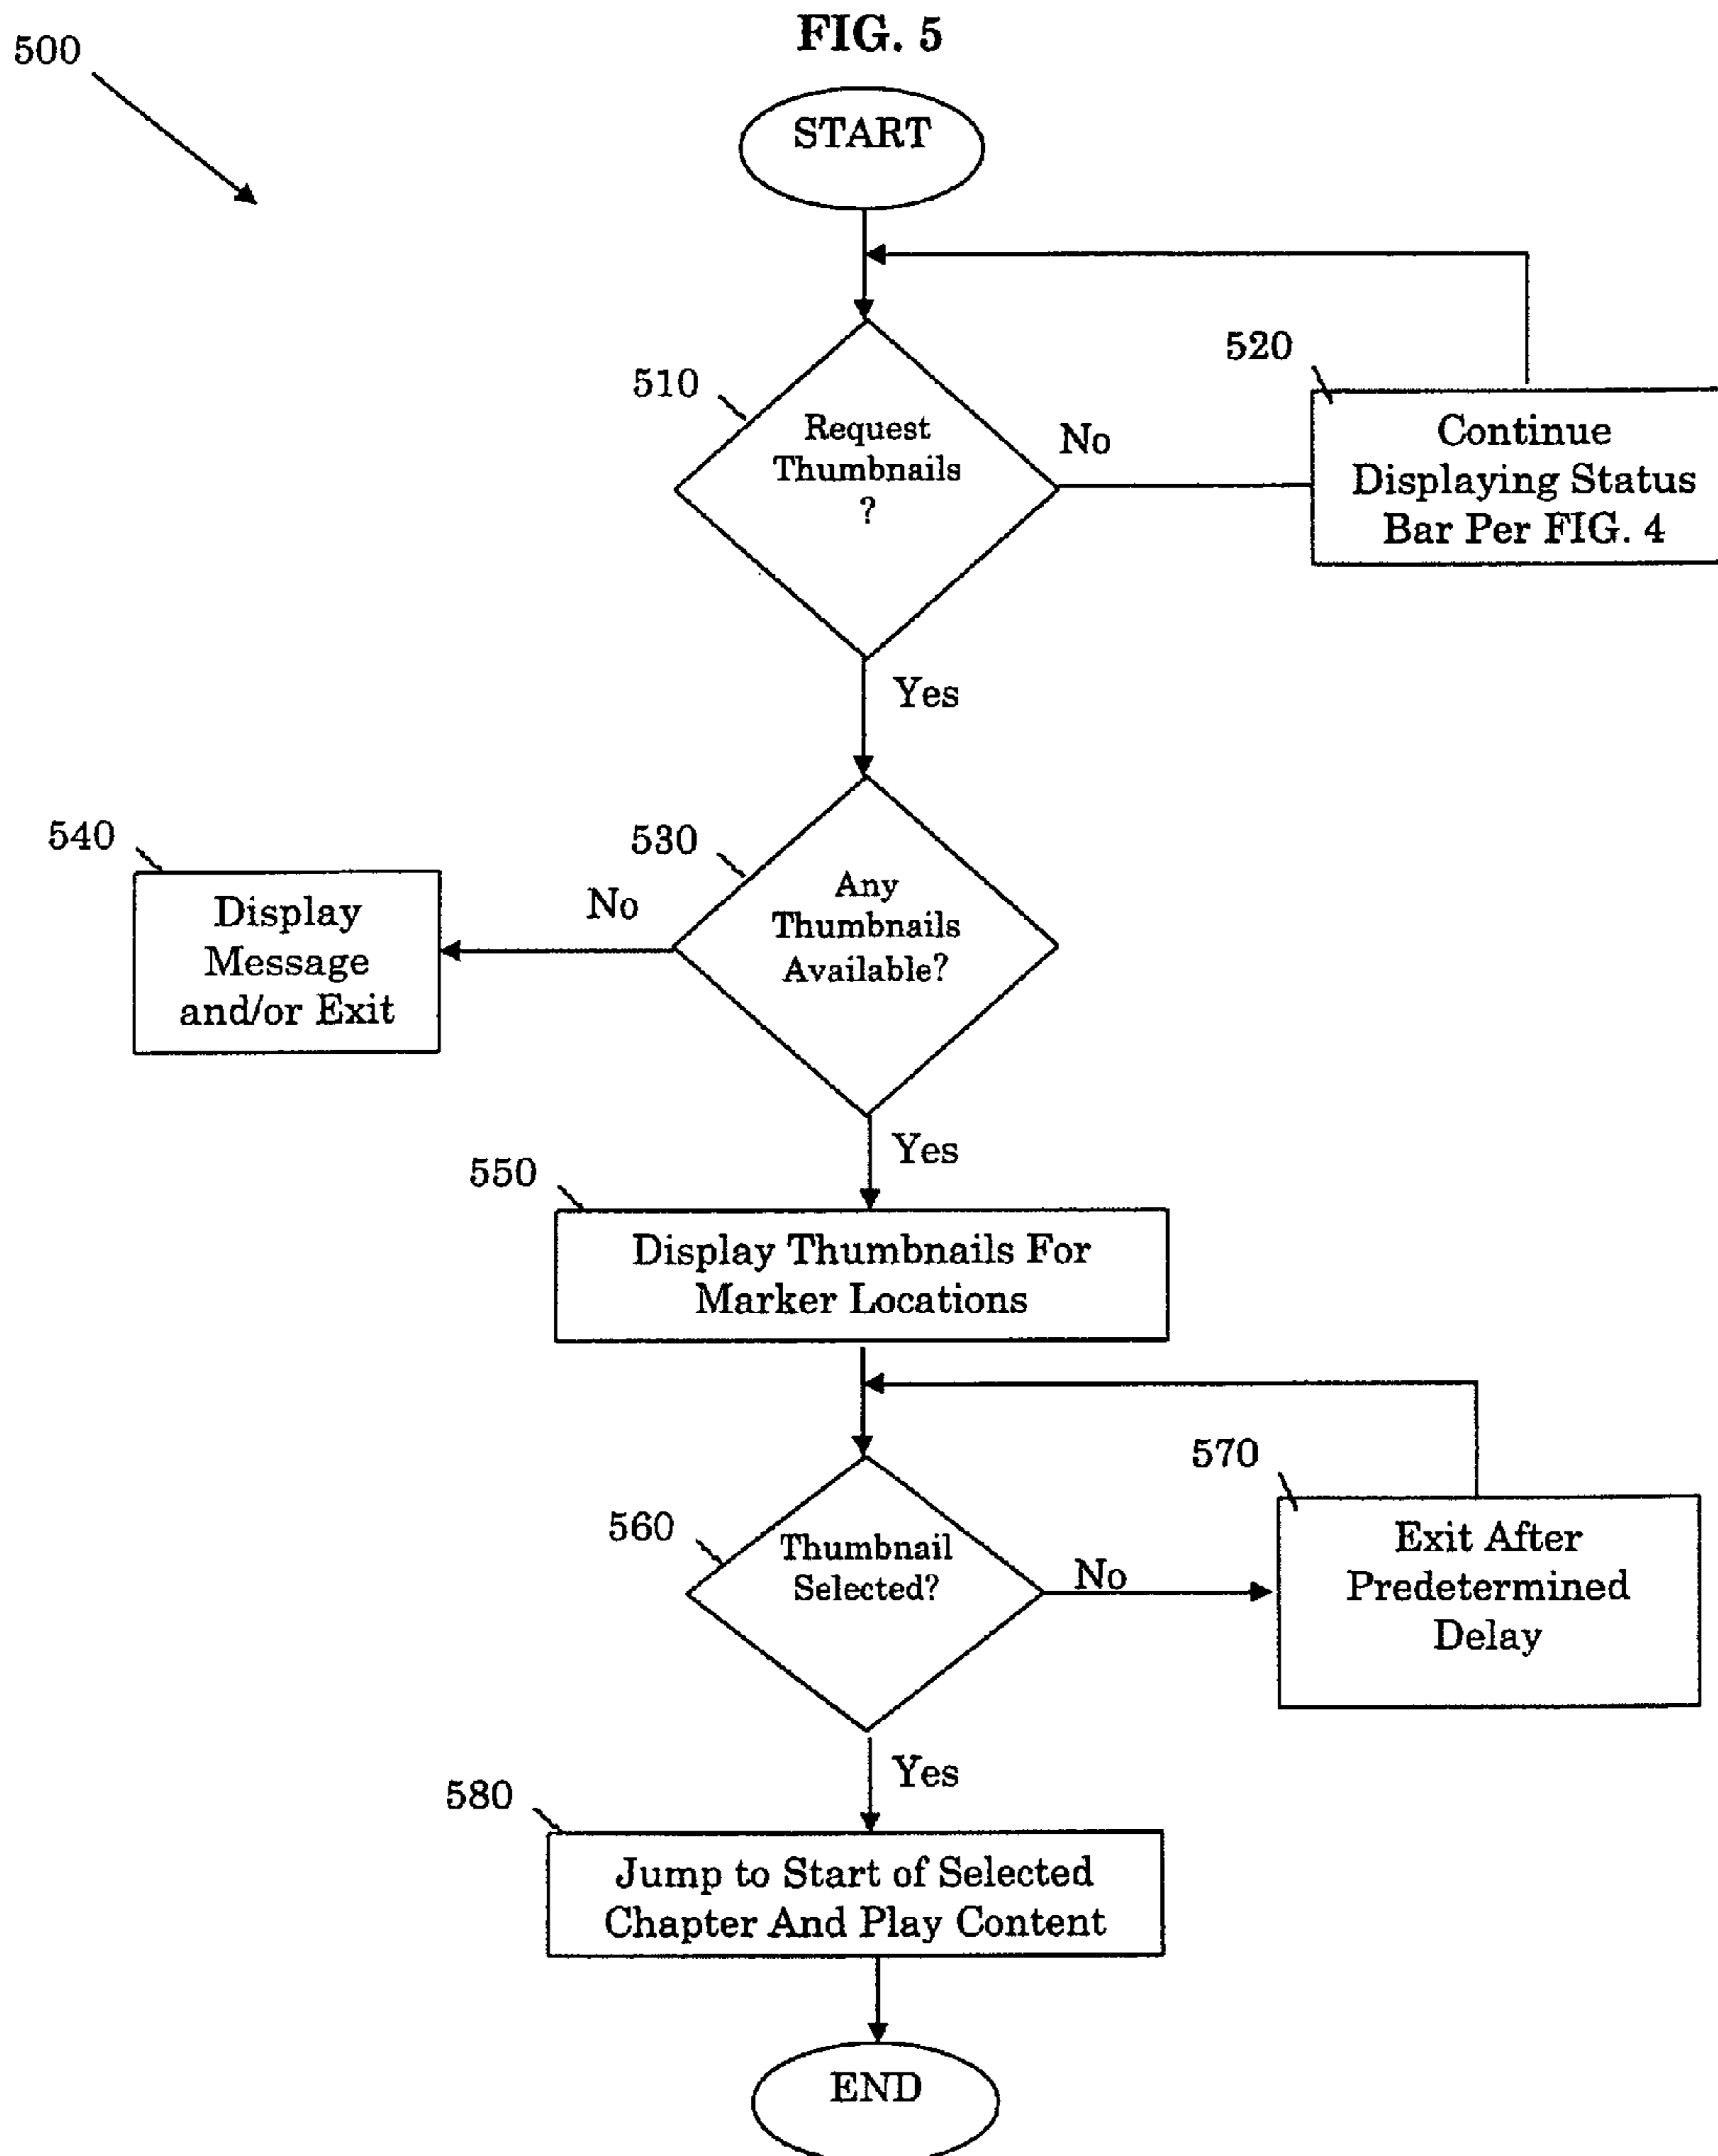 FIG. 5
500
START
510
Request
Thumbnails
?
No
520
Continue
Displaying Status
Bar Per FIG. 4
Yes
530
Any
Thumbnails
Available?
No
540
Display
Message
and/or Exit
Yes
550
Display Thumbnails For
Marker Locations
560
Thumbnail
Selected?
No
570
Exit After
Predetermined
Delay
Yes
580
Jump to Start of Selected
Chapter And Play Content
END